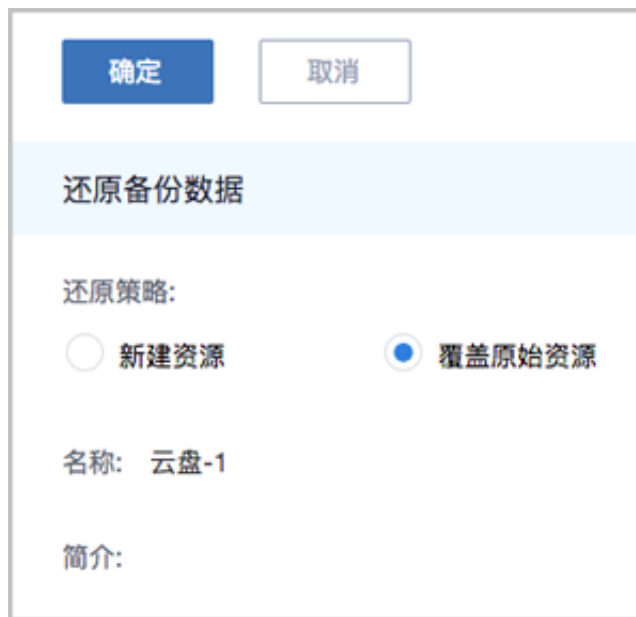 确定 取消
还原备份数据
还原策略:
新建资源 覆盖原始资源
名称: 云盘-1
简介: